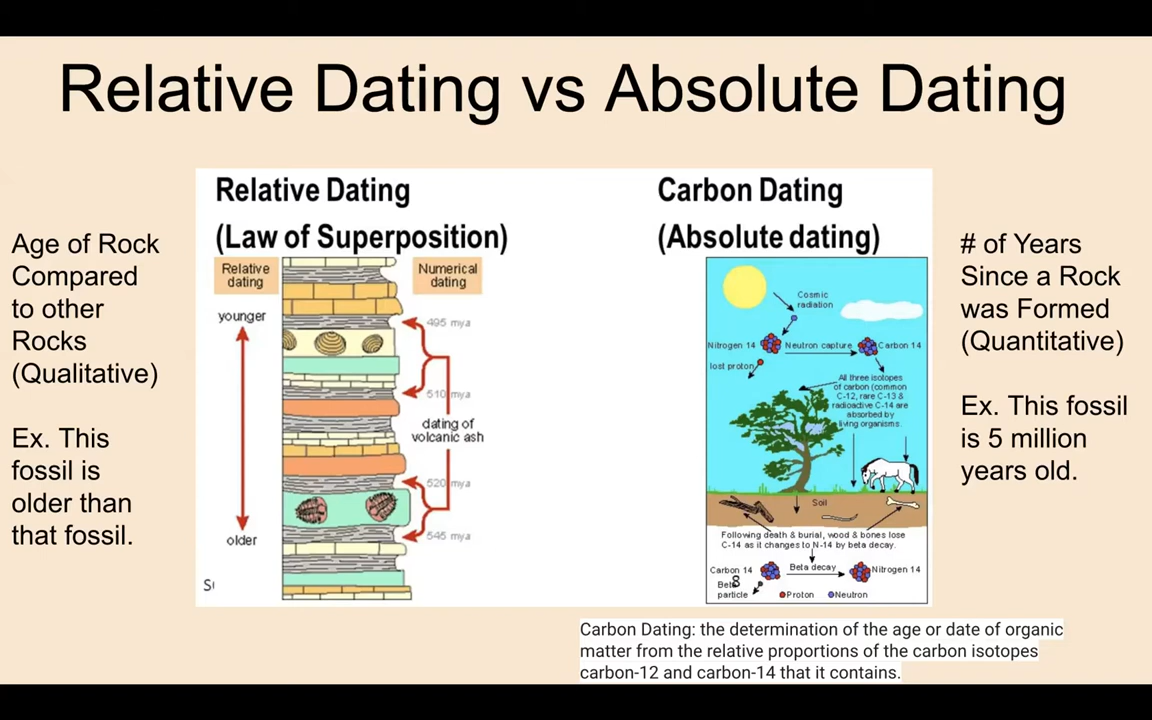 Relative Dating vs Absolute Dating
Age of Rock
Compared
to other
Rocks
(Qualitative)
Ex. This
fossil is
older than
that fossil.
Relative Dating
(Law of Superposition)
Relative
dating
Numerical
dating
younger
older
495 mya
510 mya
dating of
volcanic ash
520 mya
545 mya
Carbon Dating
(Absolute dating)
Cosmic
radiation
Nitrogen 14
Neutron capture
Carbon 14
lost proton
All three isotopes
of carbon (common
C-12, rare C-13 &
radioactive C-14 are
absorbed by
living organisms.
Soil
Following death & burial, wood & bones lose
C-14 as it changes to N-14 by beta decay.
Carbon 14
Beta decay
Nitrogen 14
Beta
particle
8
Proton
Neutron
# of Years
Since a Rock
was Formed
(Quantitative)
Ex. This fossil
is 5 million
years old.
Carbon Dating: the determination of the age or date of organic
matter from the relative proportions of the carbon isotopes
carbon-12 and carbon-14 that it contains.